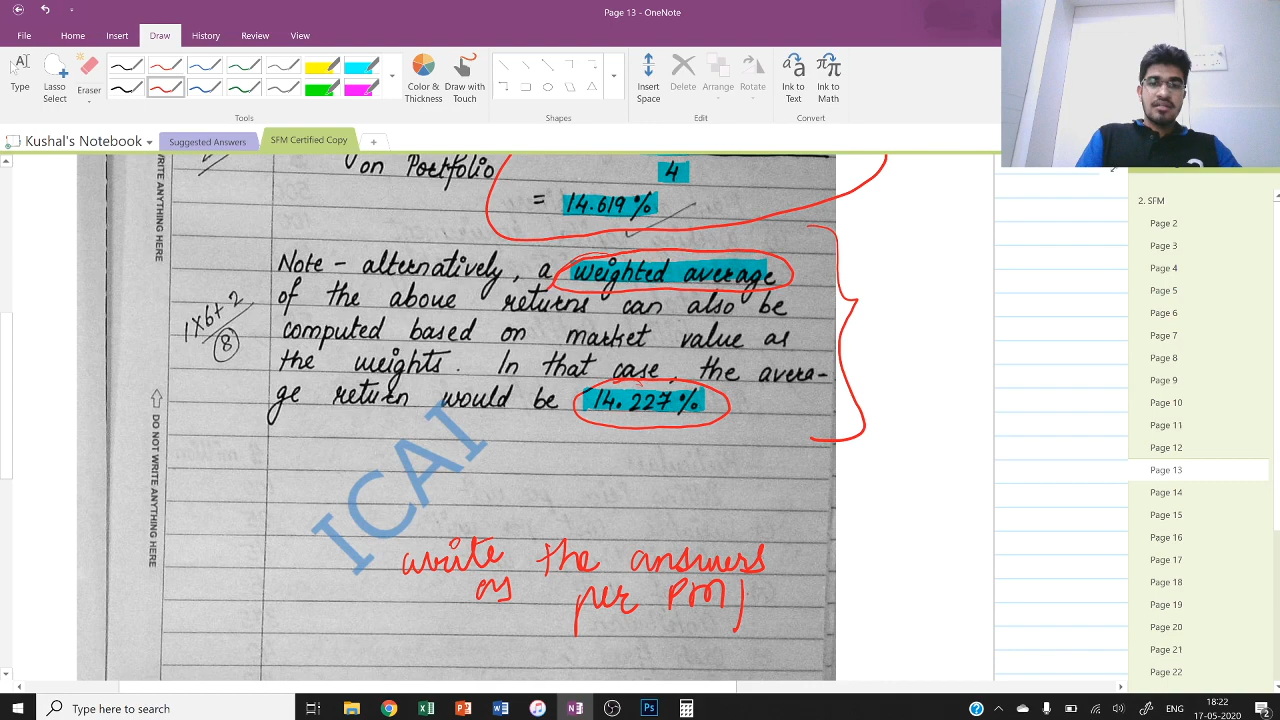 Page 13 - OneNote
File Home Insert Draw History Review View
Type
Lasso Select
Eraser
Color & Thickness
Draw with Touch
Insert Space
Delete
Arrange
Rotate
Ink to Text
Ink to Math
Tools
Shapes
Edit
Convert
Kushal's Notebook
Suggested Answers
SFM Certified Copy
on Portfolio
4
= 14.619%
Note - alternatively, a weighted average
of the above returns can also be
computed based on market value as
the weights. In that case, the avera-
ge return would be 14.227%
1x6+2
8
WRITE ANYTHING HERE
DO NOT WRITE ANYTHING HERE
ICAI
write the answers
as per PM
2. SFM
Page 2
Page 3
Page 4
Page 5
Page 6
Page 7
Page 8
Page 9
Page 10
Page 11
Page 12
Page 13
Page 14
Page 15
Page 16
Page 17
Page 18
Page 19
Page 20
Page 21
Page 22
Type here to search
ENG
18:22
17-05-2020